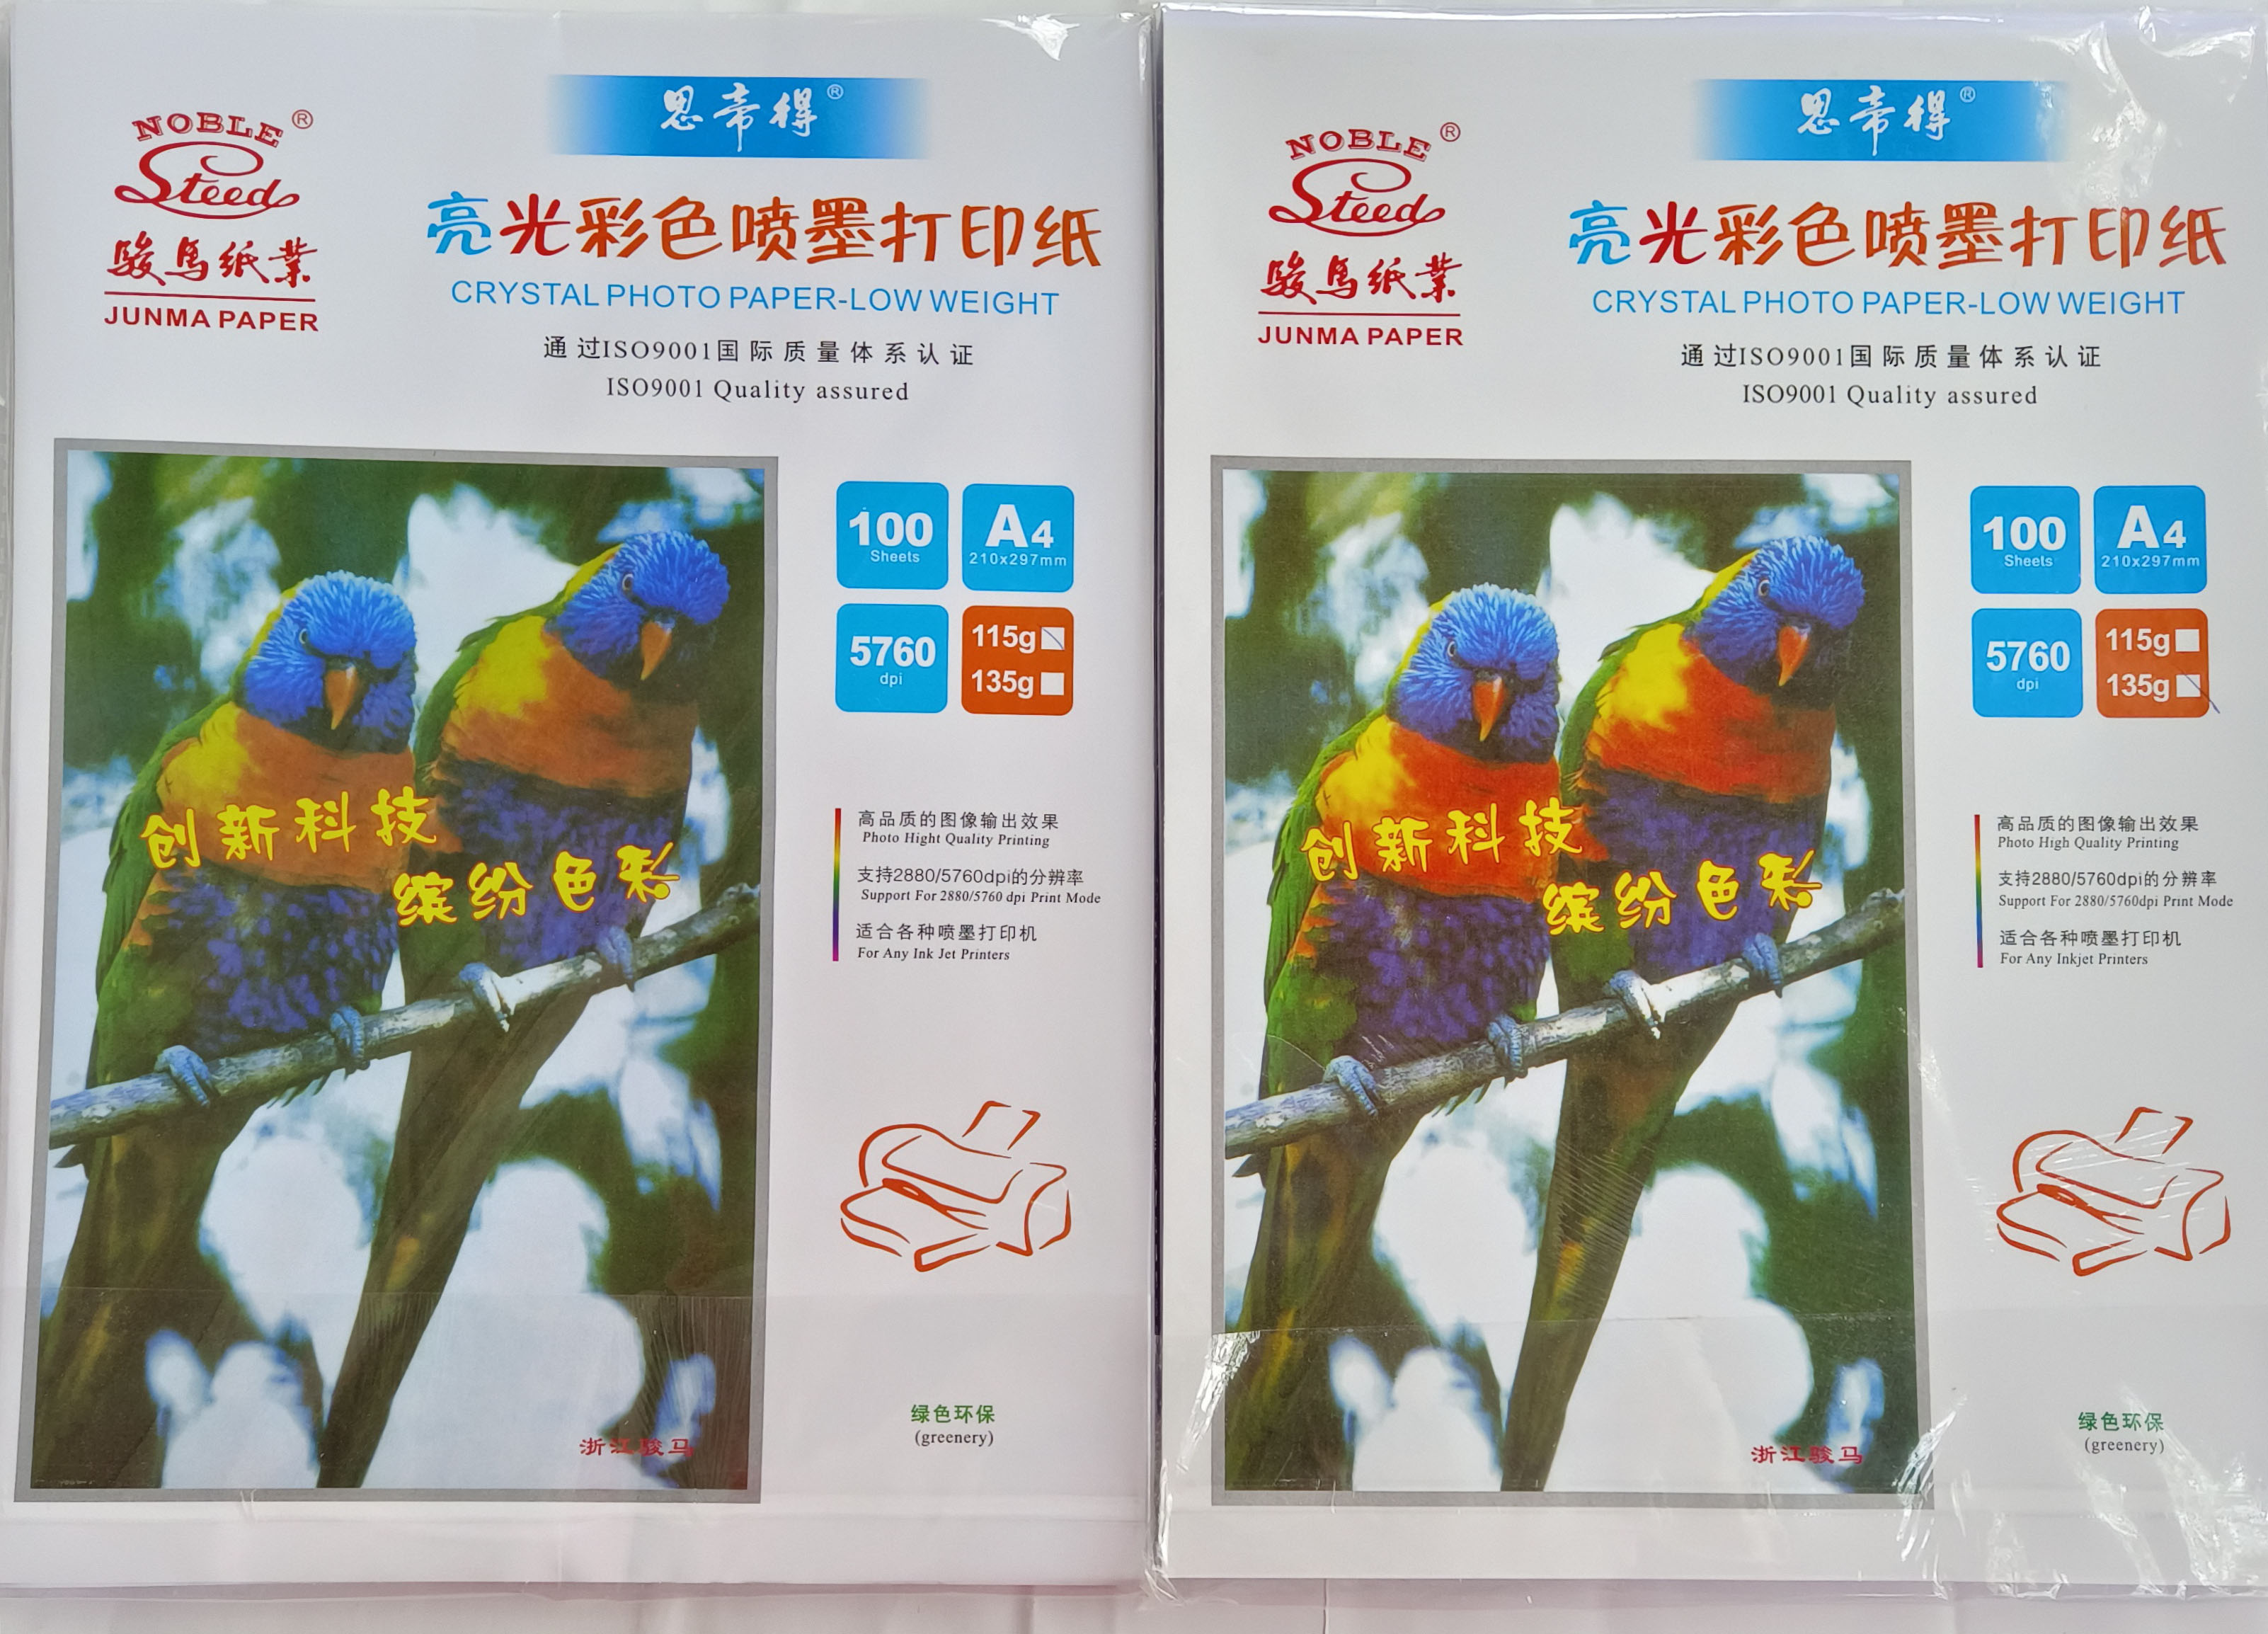 NOBLE ®
Steed
駿馬纸業
JUNMA PAPER
思帝得®
亮光彩色喷墨打印纸
CRYSTAL PHOTO PAPER-LOW WEIGHT
通过ISO9001国际质量体系认证
ISO9001 Quality assured
100
Sheets
A4
210x297mm
5760
dpi
115g
135g
创新科技
缤纷色彩
高品质的图像输出效果
Photo Hight Quality Printing
支持2880/5760dpi的分辨率
Support For 2880/5760 dpi Print Mode
适合各种喷墨打印机
For Any Ink Jet Printers
绿色环保
(greenery)
浙江骏马
NOBLE ®
Steed
駿馬纸業
JUNMA PAPER
思帝得®
亮光彩色喷墨打印纸
CRYSTAL PHOTO PAPER-LOW WEIGHT
通过ISO9001国际质量体系认证
ISO9001 Quality assured
100
Sheets
A4
210x297mm
5760
dpi
115g
135g
创新科技
缤纷色彩
高品质的图像输出效果
Photo High Quality Printing
支持2880/5760dpi的分辨率
Support For 2880/5760dpi Print Mode
适合各种喷墨打印机
For Any Inkjet Printers
绿色环保
(greenery)
浙江骏马